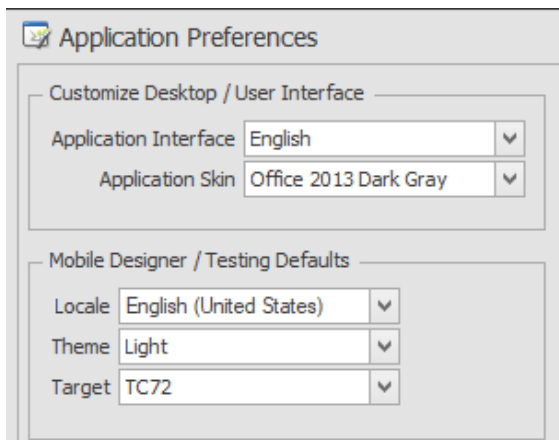 Application Preferences
Customize Desktop / User Interface
Application Interface English
Application Skin Office 2013 Dark Gray
Mobile Designer / Testing Defaults
Locale English (United States)
Theme Light
Target TC72